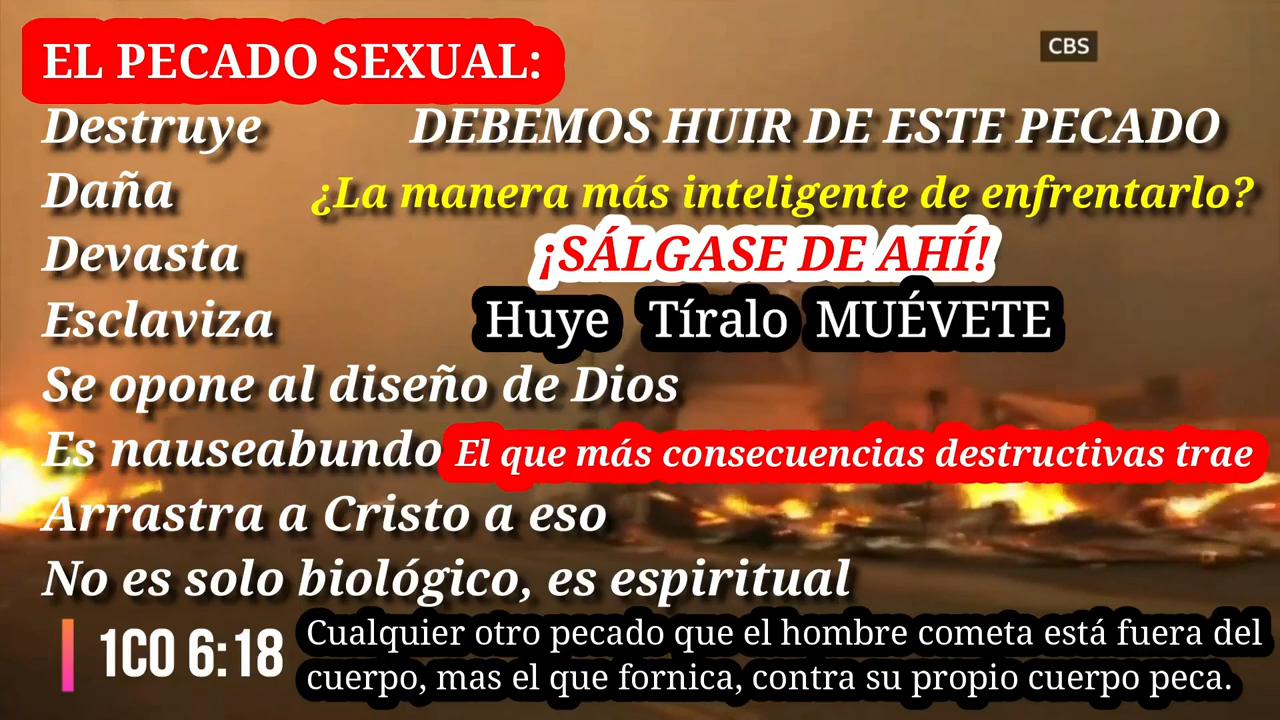 CBS
EL PECADO SEXUAL:
Destruye
DEBEMOS HUIR DE ESTE PECADO
Daña
¿La manera más inteligente de enfrentarlo?
Devasta
¡SÁLGASE DE AHÍ!
Esclaviza
Huye Tíralo MUÉVETE
Se opone al diseño de Dios
Es nauseabundo
El que más consecuencias destructivas trae
Arrastra a Cristo a eso
No es solo biológico, es espiritual
1CO 6:18
Cualquier otro pecado que el hombre cometa está fuera del
cuerpo, mas el que fornica, contra su propio cuerpo peca.